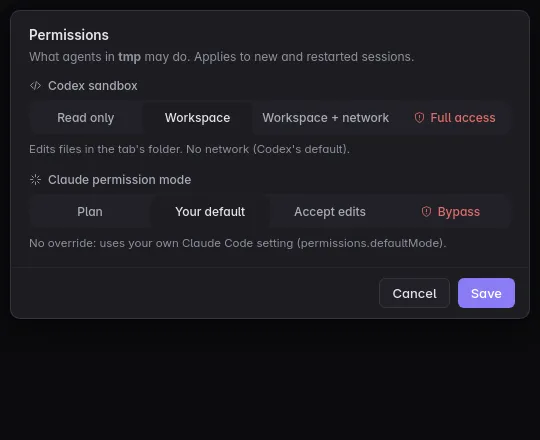 Permissions
What agents in tmp may do. Applies to new and restarted sessions.
Codex sandbox
Read only Workspace Workspace + network Full access
Edits files in the tab's folder. No network (Codex's default).
Claude permission mode
Plan Your default Accept edits Bypass
No override: uses your own Claude Code setting (permissions.defaultMode).
Cancel Save